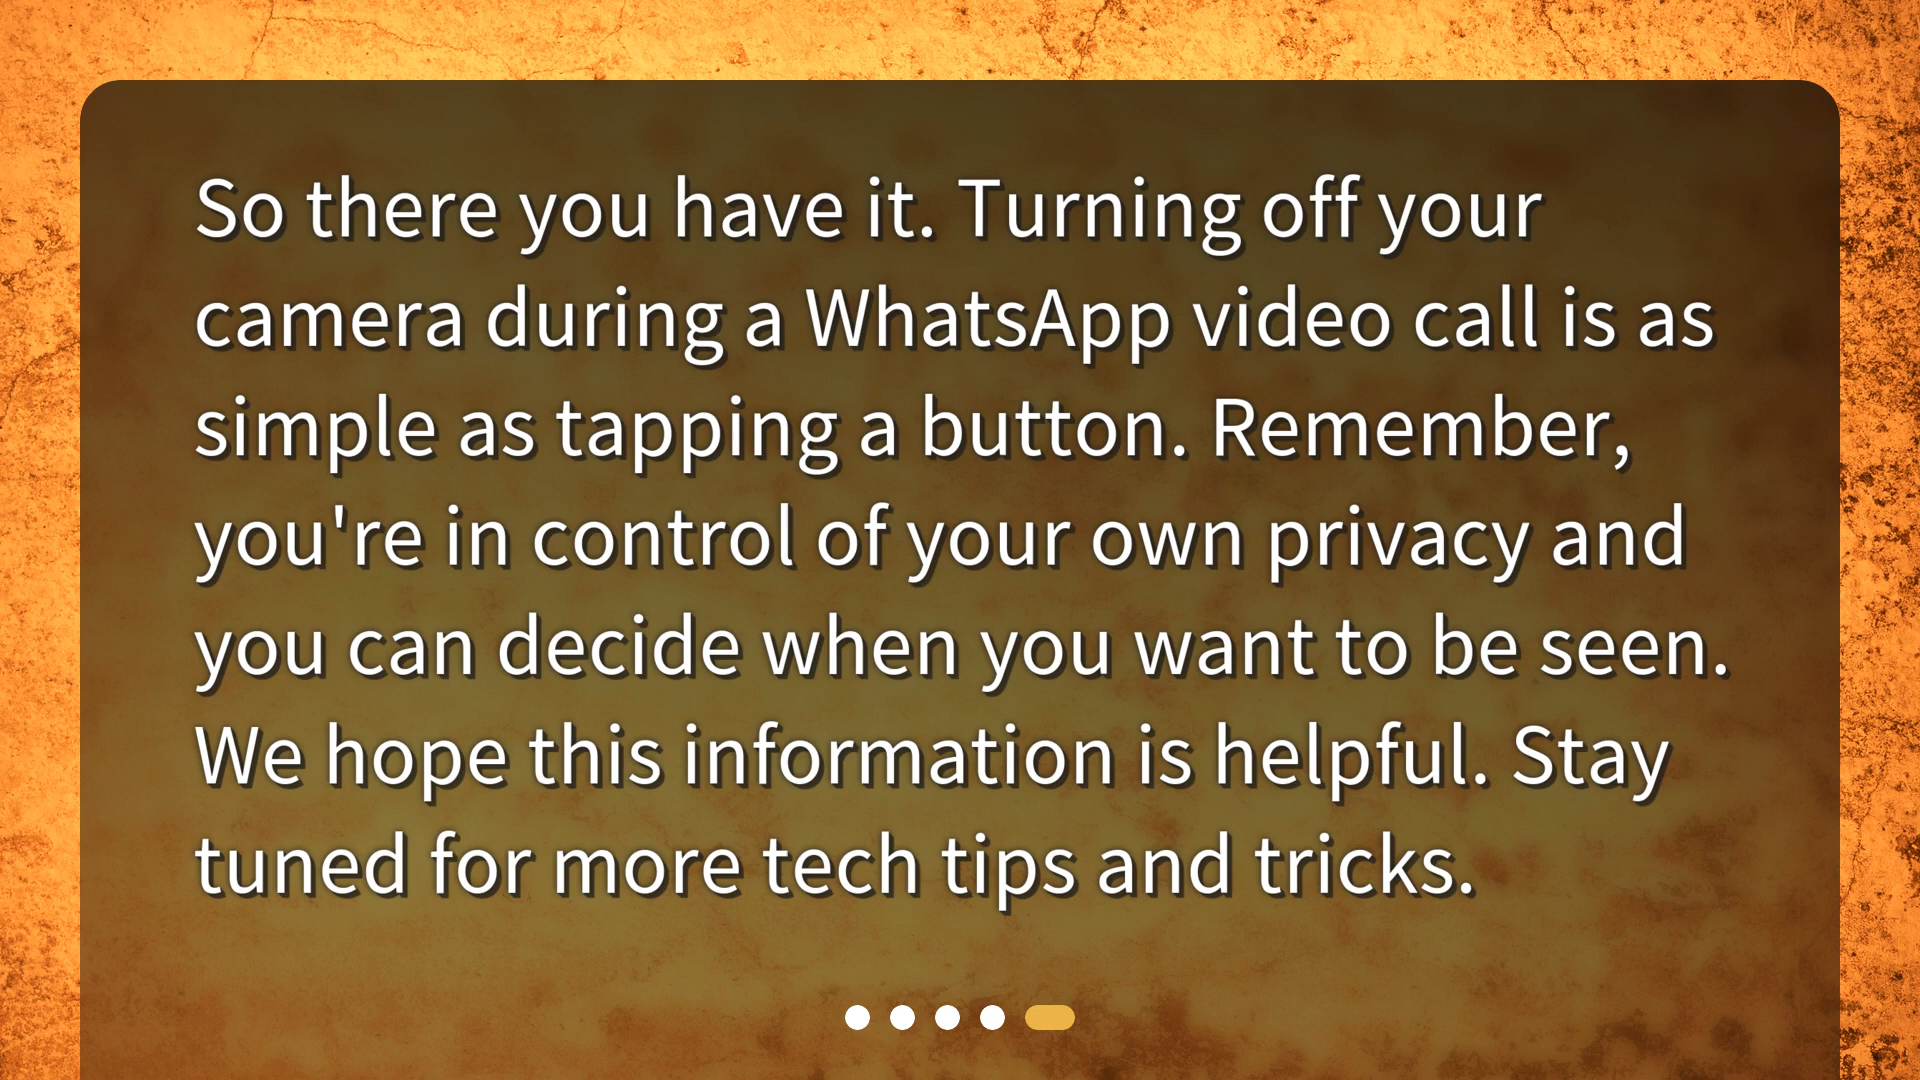 So there you have it. Turning off your
camera during a WhatsApp video call is as
simple as tapping a button. Remember,
you're in control of your own privacy and
you can decide when you want to be seen.
We hope this information is helpful. Stay
tuned for more tech tips and tricks.